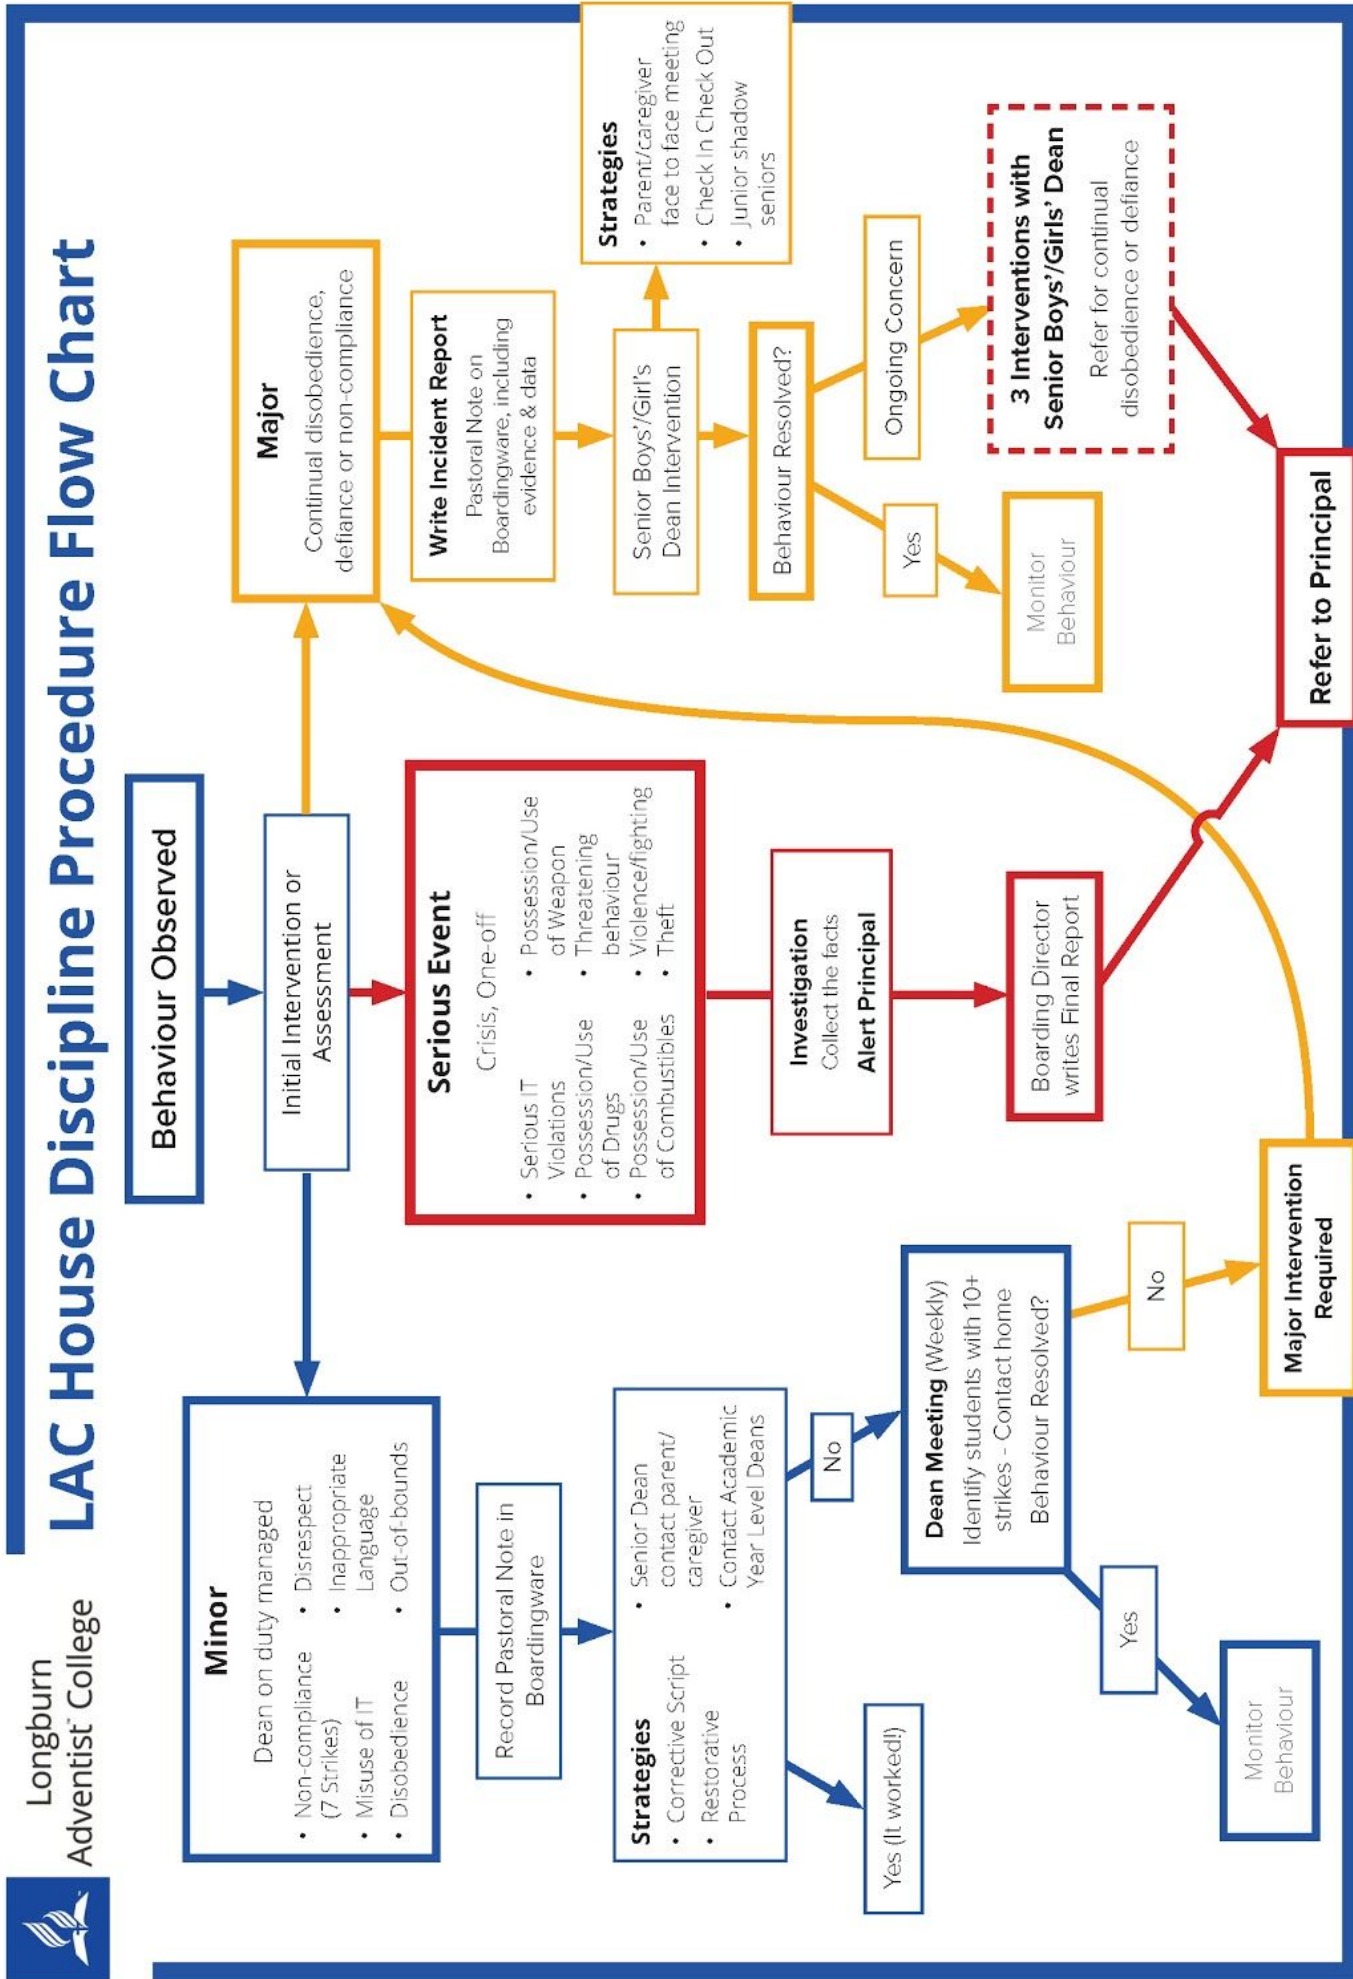 Longburn
Adventist College
LAC House Discipline Procedure Flow Chart
Behaviour Observed
Initial Intervention or
Assessment
Minor
Dean on duty managed
• Non-compliance
(7 Strikes)
• Misuse of IT
• Disobedience
• Disrespect
• Inappropriate
Language
• Out-of-bounds
Record Pastoral Note in
Boardingware
Strategies
• Corrective Script
• Restorative
Process
• Senior Dean
contact parent/
caregiver
• Contact Academic
Year Level Deans
Yes (It worked!)
No
Dean Meeting (Weekly)
Identify students with 10+
strikes - Contact home
Behaviour Resolved?
Yes
Monitor
Behaviour
No
Major Intervention
Required
Serious Event
Crisis, One-off
• Serious IT
Violations
• Possession/Use
of Drugs
• Possession/Use
of Combustibles
• Possession/Use
of Weapon
• Threatening
behaviour
• Violence/fighting
• Theft
Investigation
Collect the facts
Alert Principal
Boarding Director
writes Final Report
Major
Continual disobedience,
defiance or non-compliance
Write Incident Report
Pastoral Note on
Boardingware, including
evidence & data
Senior Boys'/Girl's
Dean Intervention
Strategies
• Parent/caregiver
face to face meeting
• Check In Check Out
• Junior shadow
seniors
Behaviour Resolved?
Yes
Monitor
Behaviour
Ongoing Concern
3 Interventions with
Senior Boys'/Girls' Dean
Refer for continual
disobedience or defiance
Refer to Principal